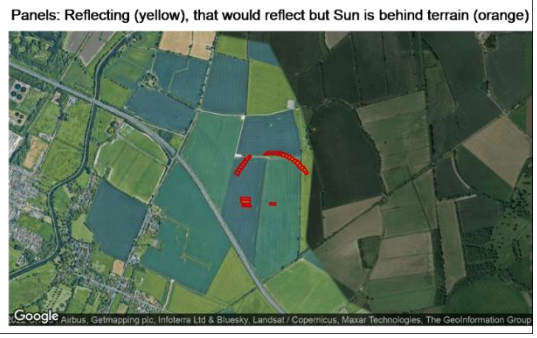 Panels: Reflecting (yellow), that would reflect but Sun is behind terrain (orange)
Google
Airbus, Getmapping plc, Infoterra Ltd & Bluesky, Landsat / Copernicus, Maxar Technologies, The GeoInformation Group